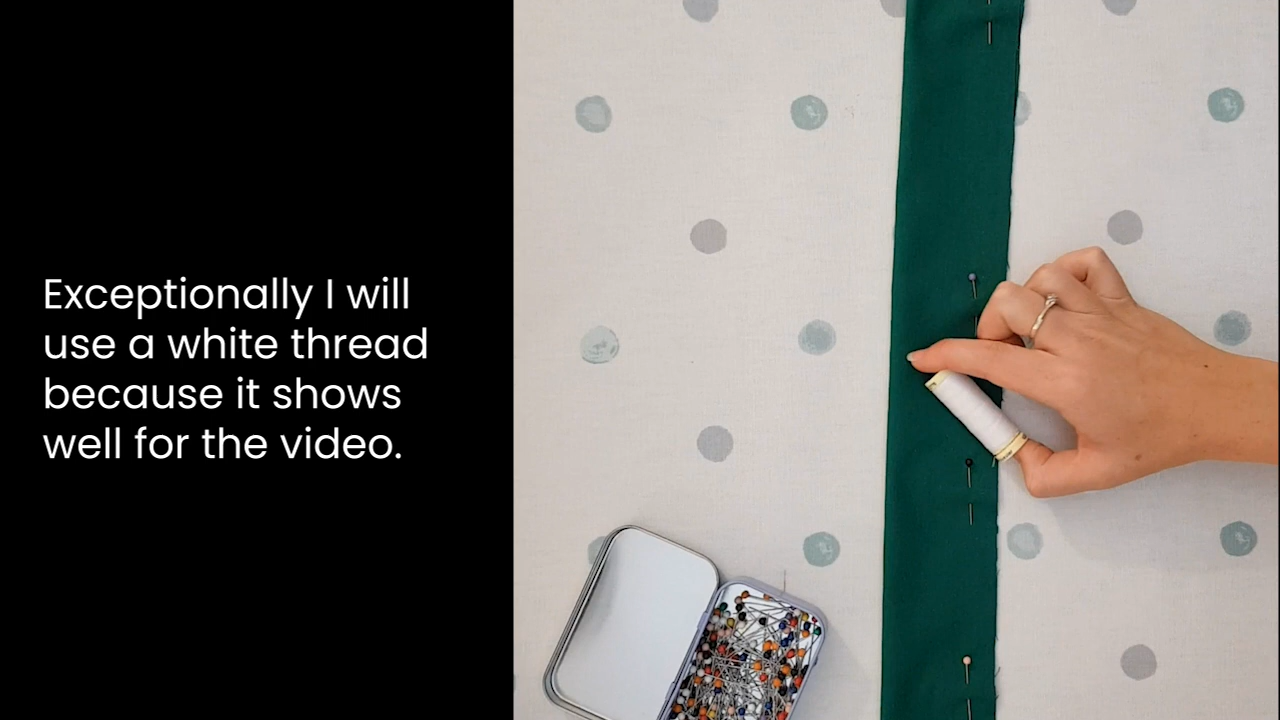 Exceptionally I will
use a white thread
because it shows
well for the video.